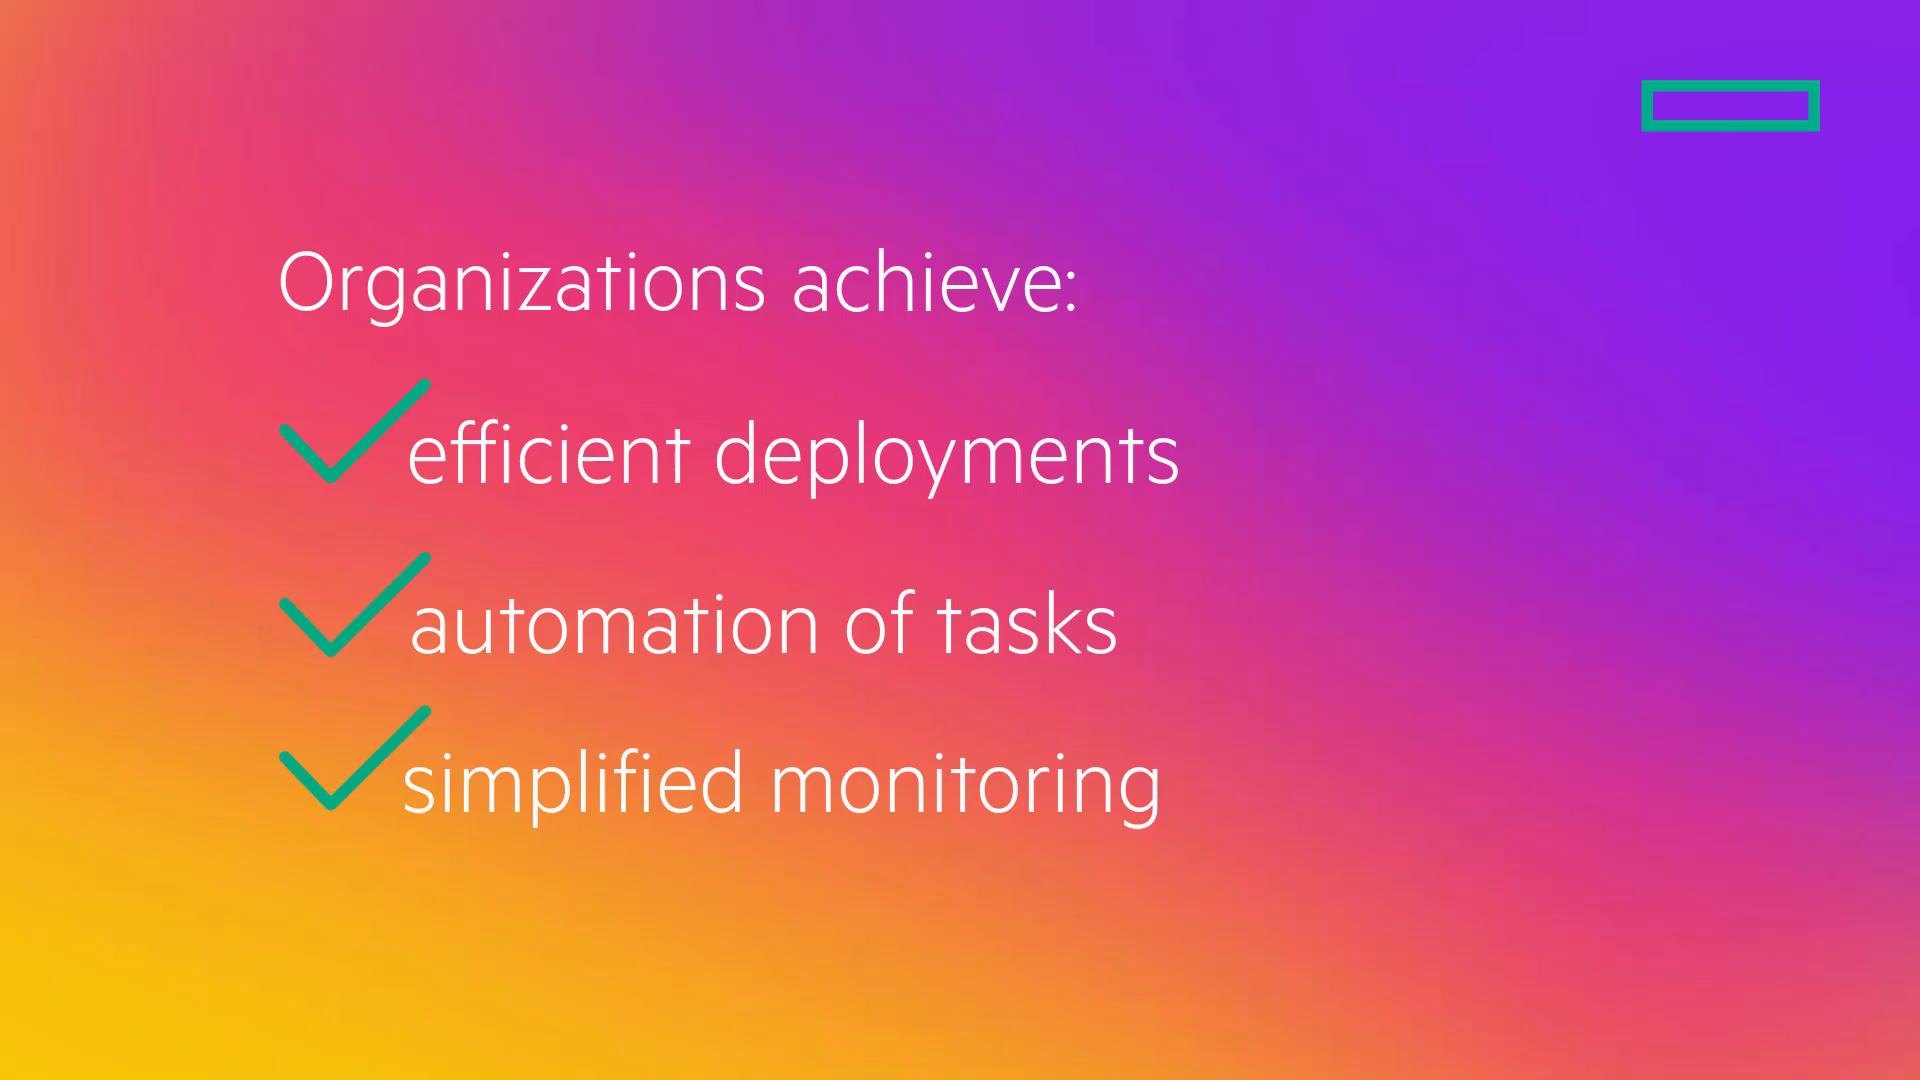 Organizations achieve:
efficient deployments
automation of tasks
simplified monitoring